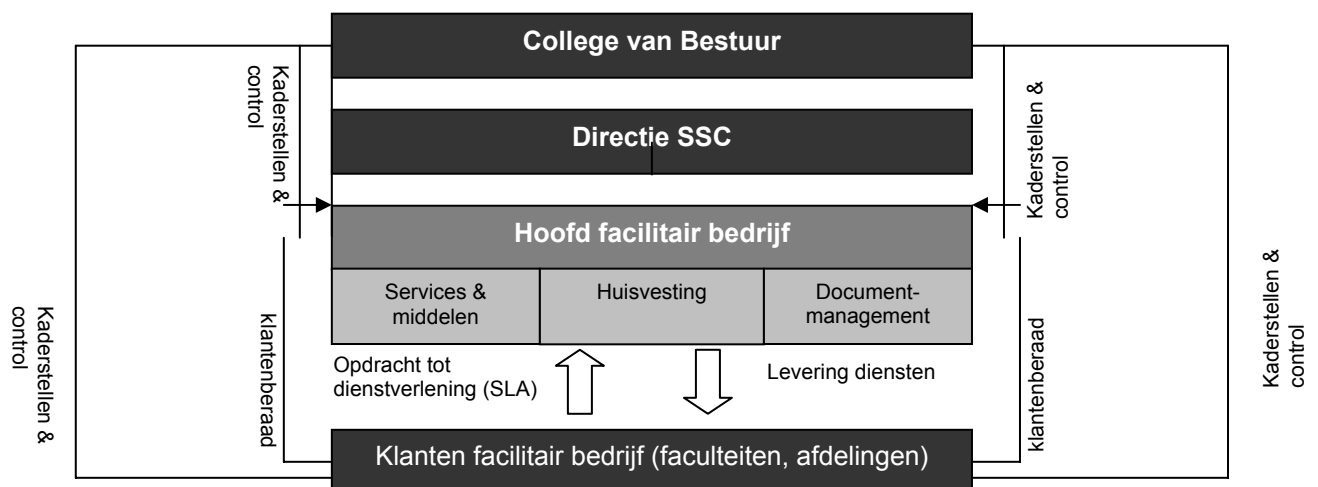 College van Bestuur
Kaderstellen &
control
Kaderstellen &
control
Directie SSC
Hoofd facilitair bedrijf
Services &
middelen
Huisvesting
Document-
management
Kaderstellen &
control
klantenberaad
Opdracht tot
dienstverlening (SLA)
Levering diensten
klantenberaad
Kaderstellen &
control
Klanten facilitair bedrijf (faculteiten, afdelingen)